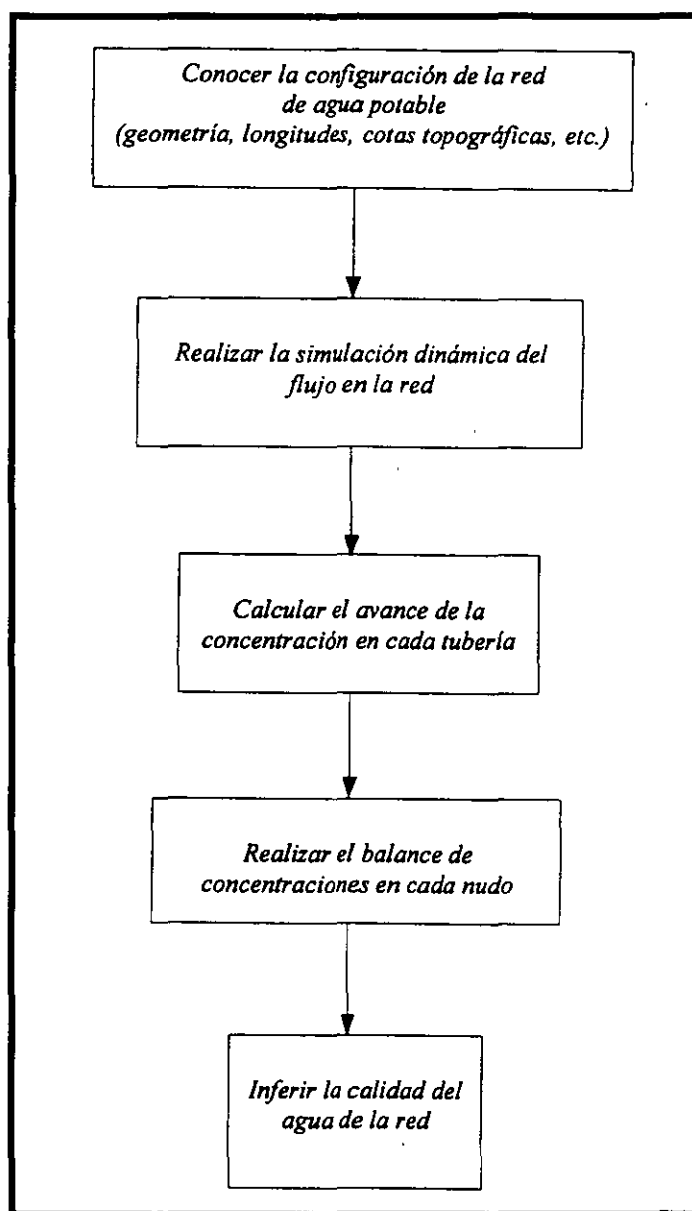 Conocer la configuración de la red
de agua potable
(geometría, longitudes, cotas topográficas, etc.)
Realizar la simulación dinámica del
flujo en la red
Calcular el avance de la
concentración en cada tubería
Realizar el balance de
concentraciones en cada nudo
Inferir la calidad del
agua de la red